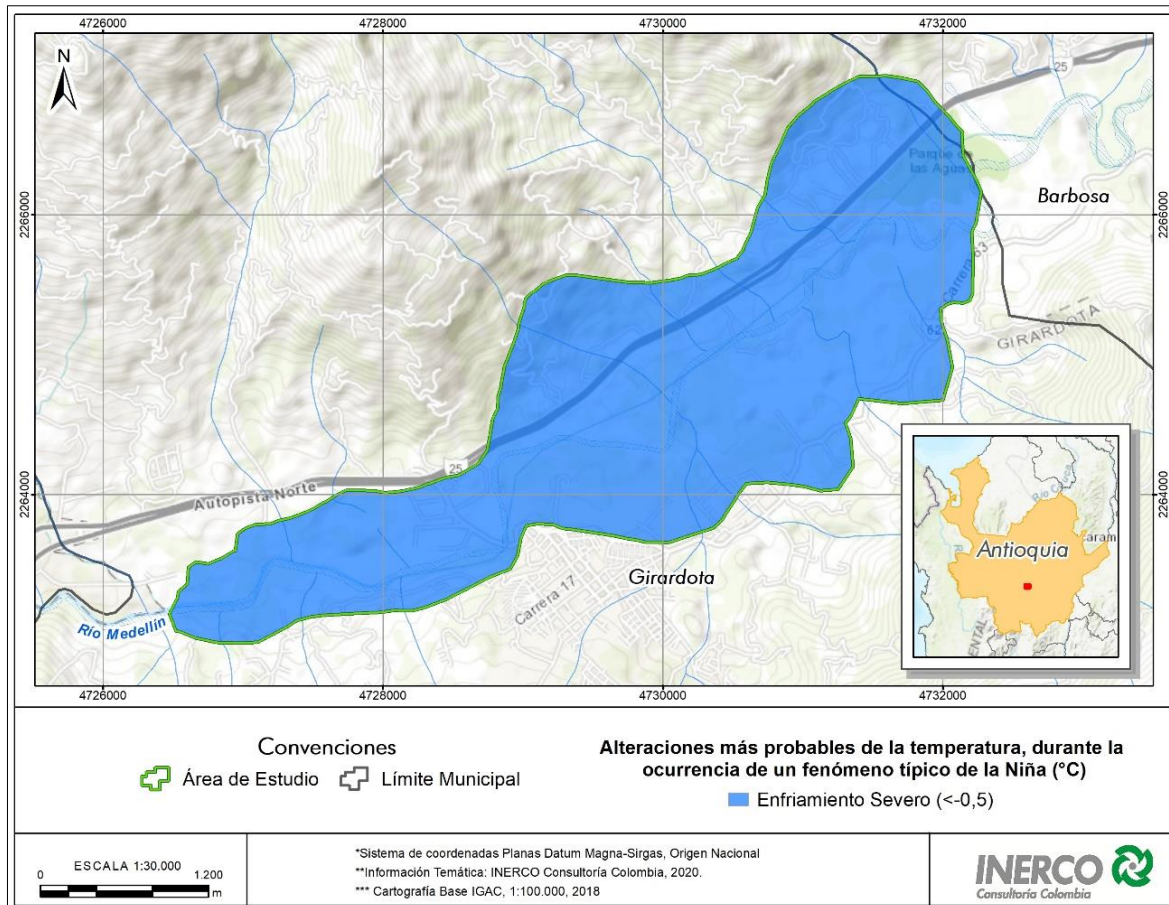 4726000 4728000 4730000 4732000
N
25
Parque de
las Aguas
Barbosa
2266000 2266000
Carrera 63
62
GIRARDOTA
25
Autopista Norte
2264000 2264000
Río Medellín
Carrera 17
Girardota
Río Cauca
Antioquia
aram
ENTAL
4726000 4728000 4730000 4732000
Convenciones
Área de Estudio Límite Municipal
Alteraciones más probables de la temperatura, durante la
ocurrencia de un fenómeno típico de la Niña (°C)
Enfriamiento Severo (<-0,5)
ESCALA 1:30.000
0 1.200
m
*Sistema de coordenadas Planas Datum Magna-Sirgas, Origen Nacional
**Información Temática: INERCO Consultoría Colombia, 2020.
*** Cartografía Base IGAC, 1:100.000, 2018
INERCO
Consultoría Colombia